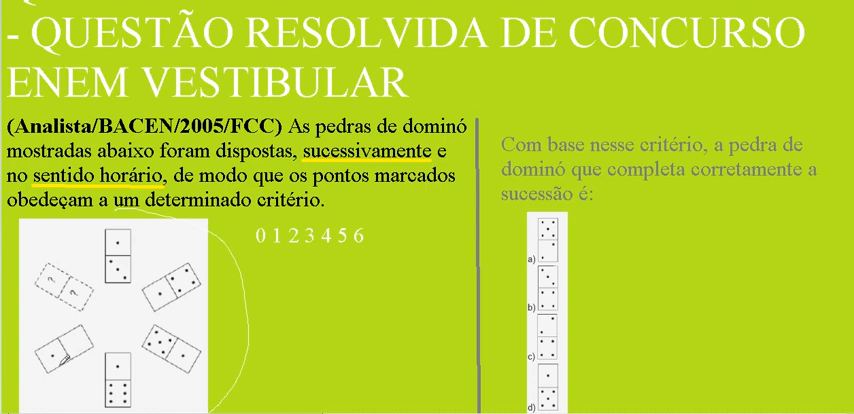 - QUESTÃO RESOLVIDA DE CONCURSO
ENEM VESTIBULAR
(Analista/BACEN/2005/FCC) As pedras de dominó
mostradas abaixo foram dispostas, sucessivamente e
no sentido horário, de modo que os pontos marcados
obedeçam a um determinado critério.
0 1 2 3 4 5 6
? ?
Com base nesse critério, a pedra de
dominó que completa corretamente a
sucessão é:
a)
b)
c)
d)